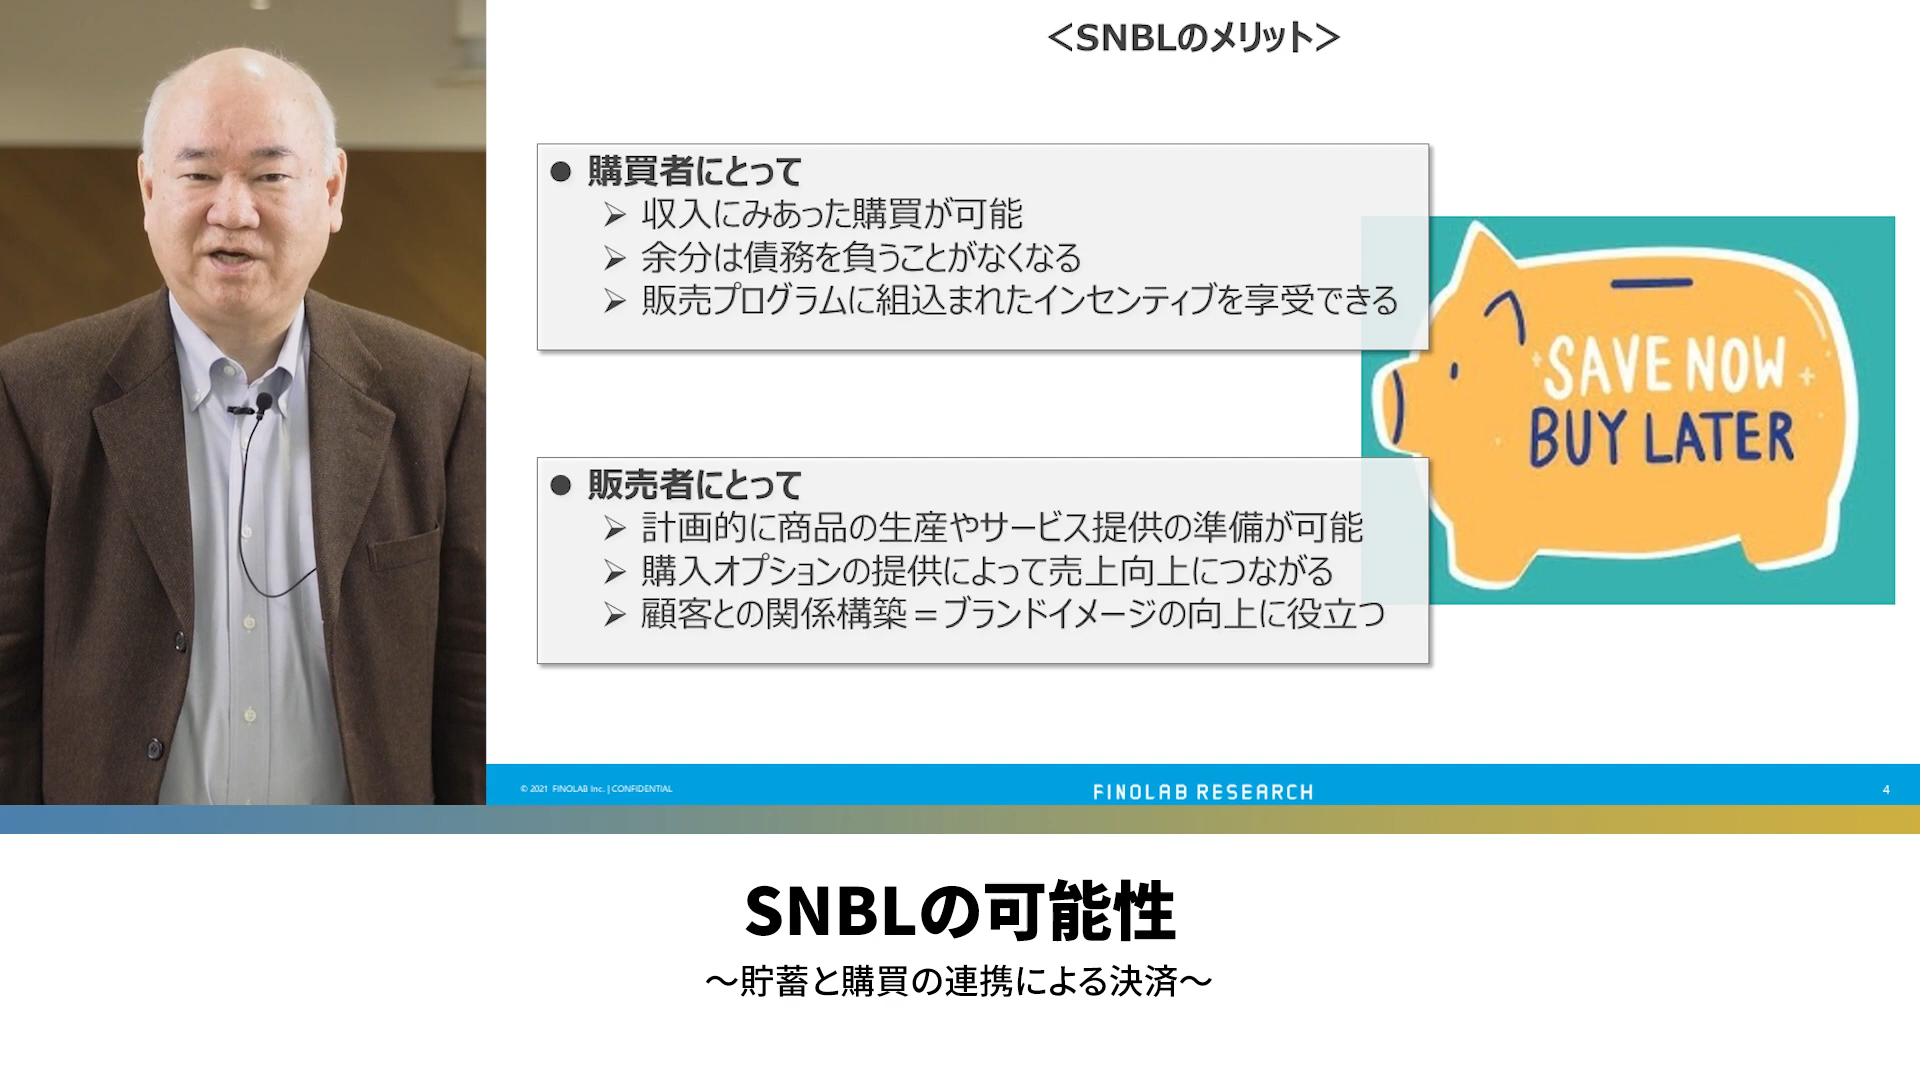 ＜SNBLのメリット＞
● 購買者にとって
➢ 収入にみあった購買が可能
➢ 余分は債務を負うことがなくなる
➢ 販売プログラムに組込まれたインセンティブを享受できる
SAVE NOW
BUY LATER
● 販売者にとって
➢ 計画的に商品の生産やサービス提供の準備が可能
➢ 購入オプションの提供によって売上向上につながる
➢ 顧客との関係構築＝ブランドイメージの向上に役立つ
© 2021 FINOLAB Inc. | CONFIDENTIAL
FINOLAB RESEARCH
4
SNBLの可能性
～貯蓄と購買の連携による決済～